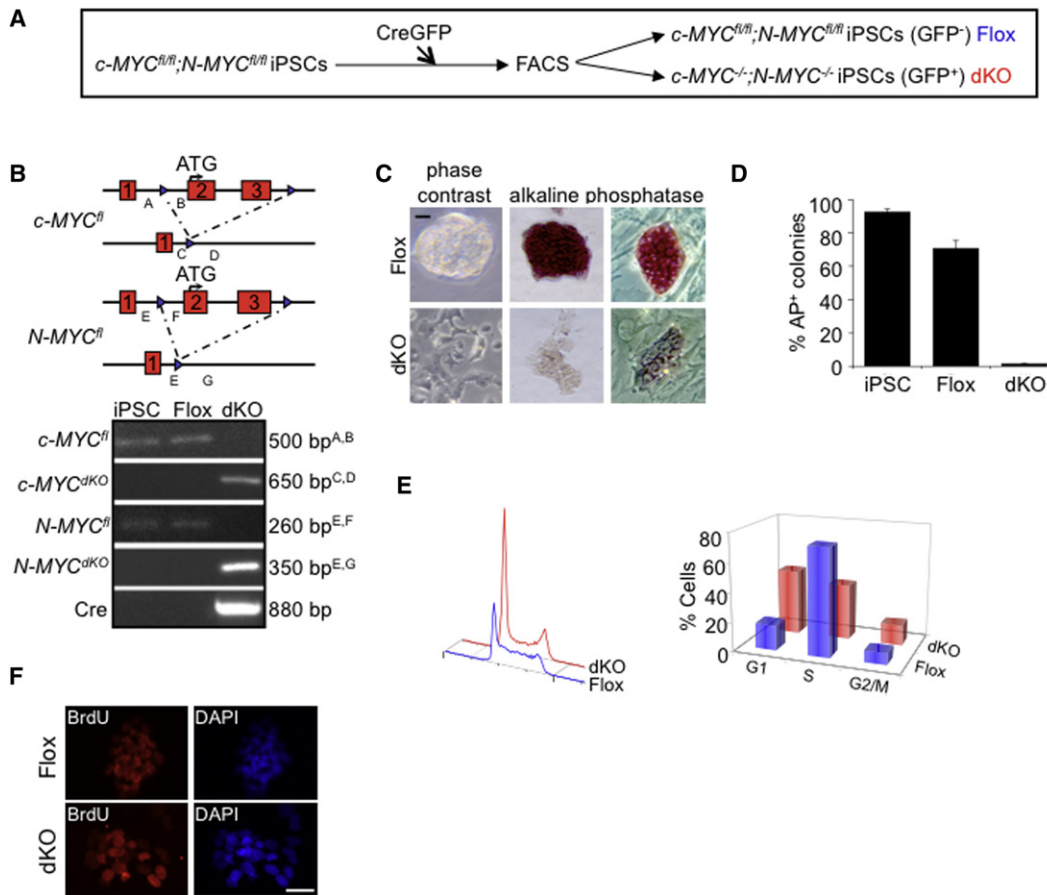 A
CreGFP
c-MYCfl/fl;N-MYCfl/fl iPSCs
FACS
c-MYCfl/fl;N-MYCfl/fl iPSCs (GFP-) Flox
c-MYC-/-;N-MYC-/- iPSCs (GFP+) dKO
B
ATG
1 2 3
A B
c-MYCfl
1
C D
ATG
1 2 3
E F
N-MYCfl
1
E G
iPSC Flox dKO
c-MYCfl 500 bpA,B
c-MYCdKO 650 bpC,D
N-MYCfl 260 bpE,F
N-MYCdKO 350 bpE,G
Cre 880 bp
C
phase contrast
alkaline phosphatase
Flox
dKO
D
% AP+ colonies
100
80
60
40
20
0
iPSC Flox dKO
E
dKO
Flox
% Cells
80
60
40
20
0
G1 S G2/M
dKO
Flox
F
Flox
BrdU DAPI
dKO
BrdU DAPI